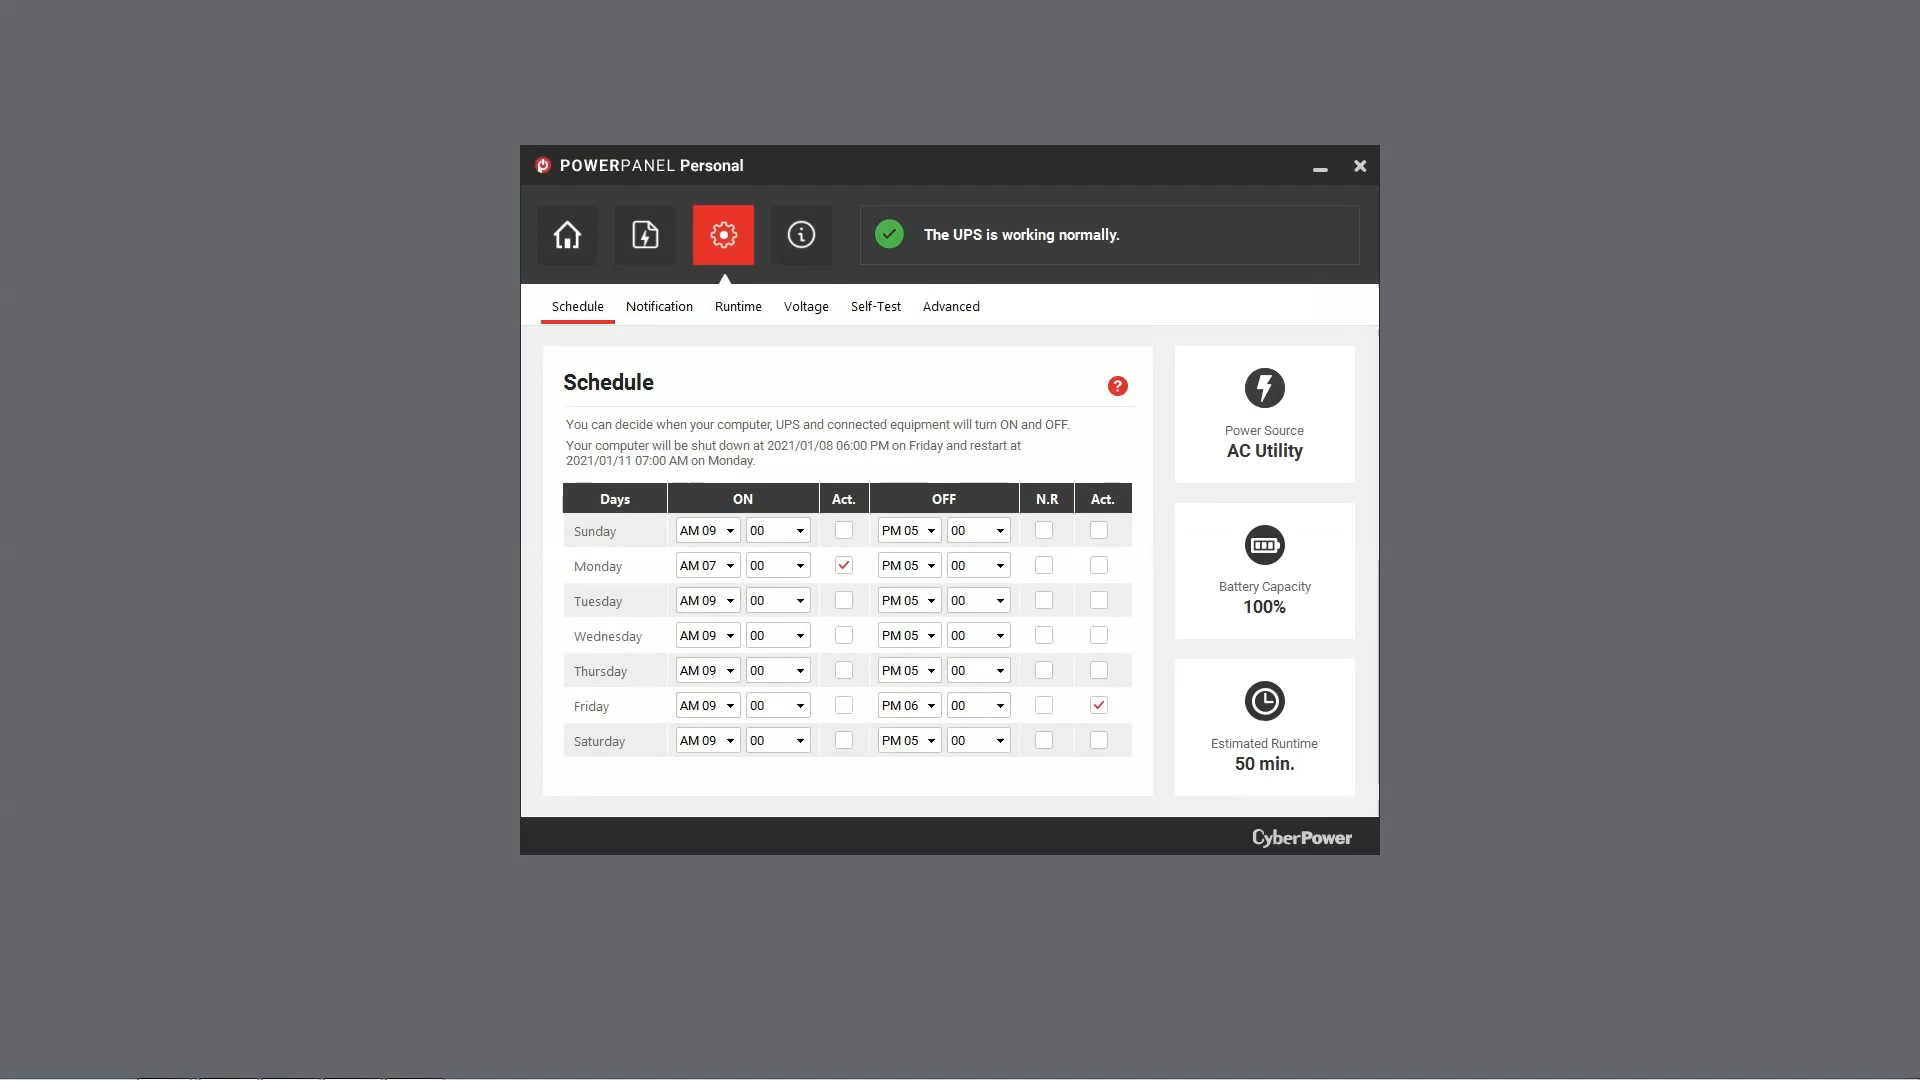 POWERPANEL Personal
The UPS is working normally.
Schedule Notification Runtime Voltage Self-Test Advanced
Schedule
?
You can decide when your computer, UPS and connected equipment will turn ON and OFF.
Your computer will be shut down at 2021/01/08 06:00 PM on Friday and restart at
2021/01/11 07:00 AM on Monday.
Days ON Act. OFF N.R Act.
Sunday AM 09 00 PM 05 00
Monday AM 07 00 PM 05 00
Tuesday AM 09 00 PM 05 00
Wednesday AM 09 00 PM 05 00
Thursday AM 09 00 PM 05 00
Friday AM 09 00 PM 06 00
Saturday AM 09 00 PM 05 00
Power Source
AC Utility
Battery Capacity
100%
Estimated Runtime
50 min.
CyberPower